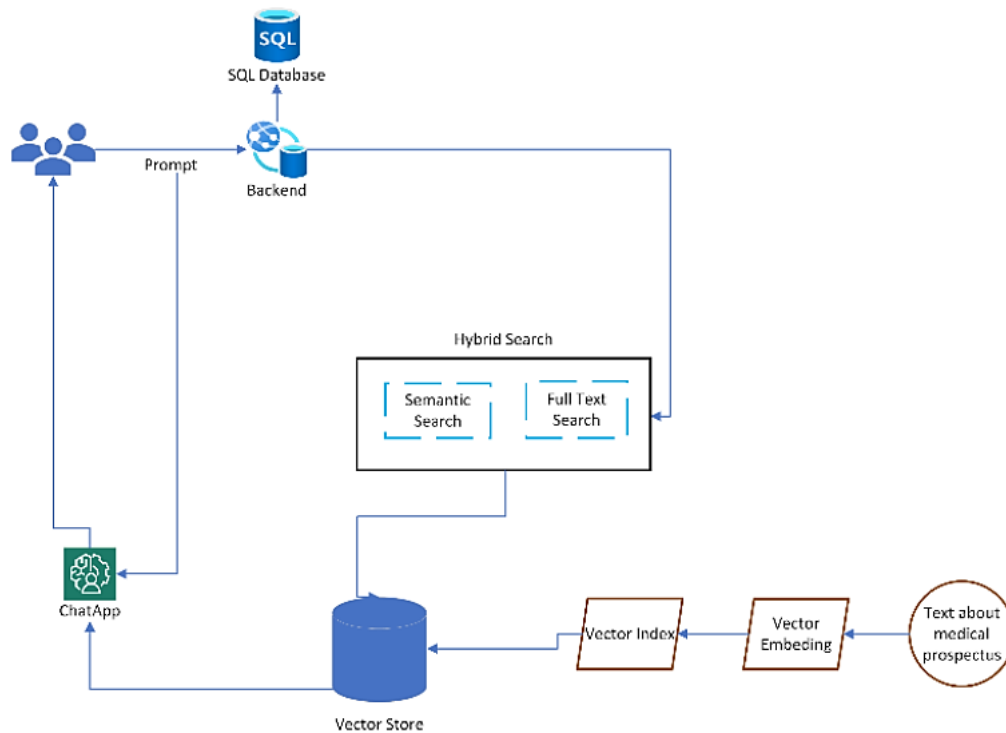 SQL
SQL Database
Prompt
Backend
Hybrid Search
Semantic
Search
Full Text
Search
ChatApp
Vector Index
Vector
Embeding
Text about
medical
prospectus
Vector Store